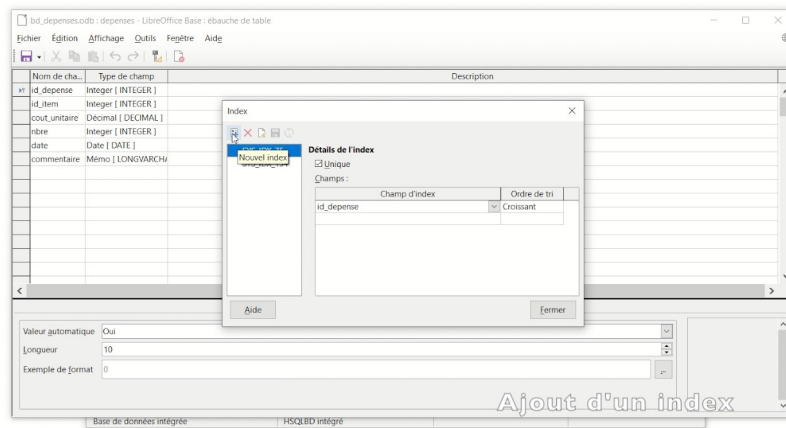 bd_depenses.odb : depenses - LibreOffice Base : ébauche de table
Fichier Édition Affichage Outils Fenêtre Aide
Nom de cha... Type de champ Description
id_depense Integer [ INTEGER ]
id_item Integer [ INTEGER ]
cout_unitaire Décimal [ DECIMAL ]
nbre Integer [ INTEGER ]
date Date [ DATE ]
commentaire Mémo [ LONGVARCHA
Index
Nouvel index
Détails de l'index
Unique
Champs :
Champ d'index Ordre de tri
id_depense Croissant
Aide Fermer
Valeur automatique Oui
Longueur 10
Exemple de format 0
Ajout d'un index
Base de données intégrée HSQLBD intégré